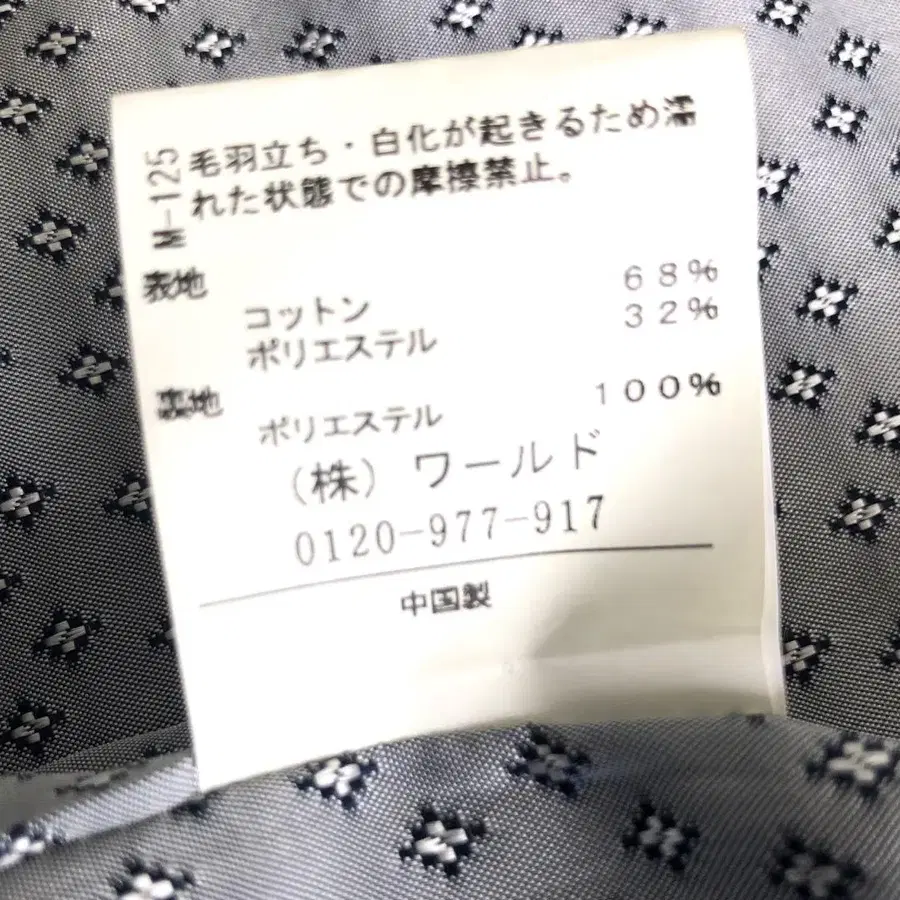 M-125
毛羽立ち・白化が起きるため濡
れた状態での摩擦禁止。
表地
コットン 68%
ポリエステル 32%
裏地
ポリエステル 100%
(株)ワールド
0120-977-917
中国製